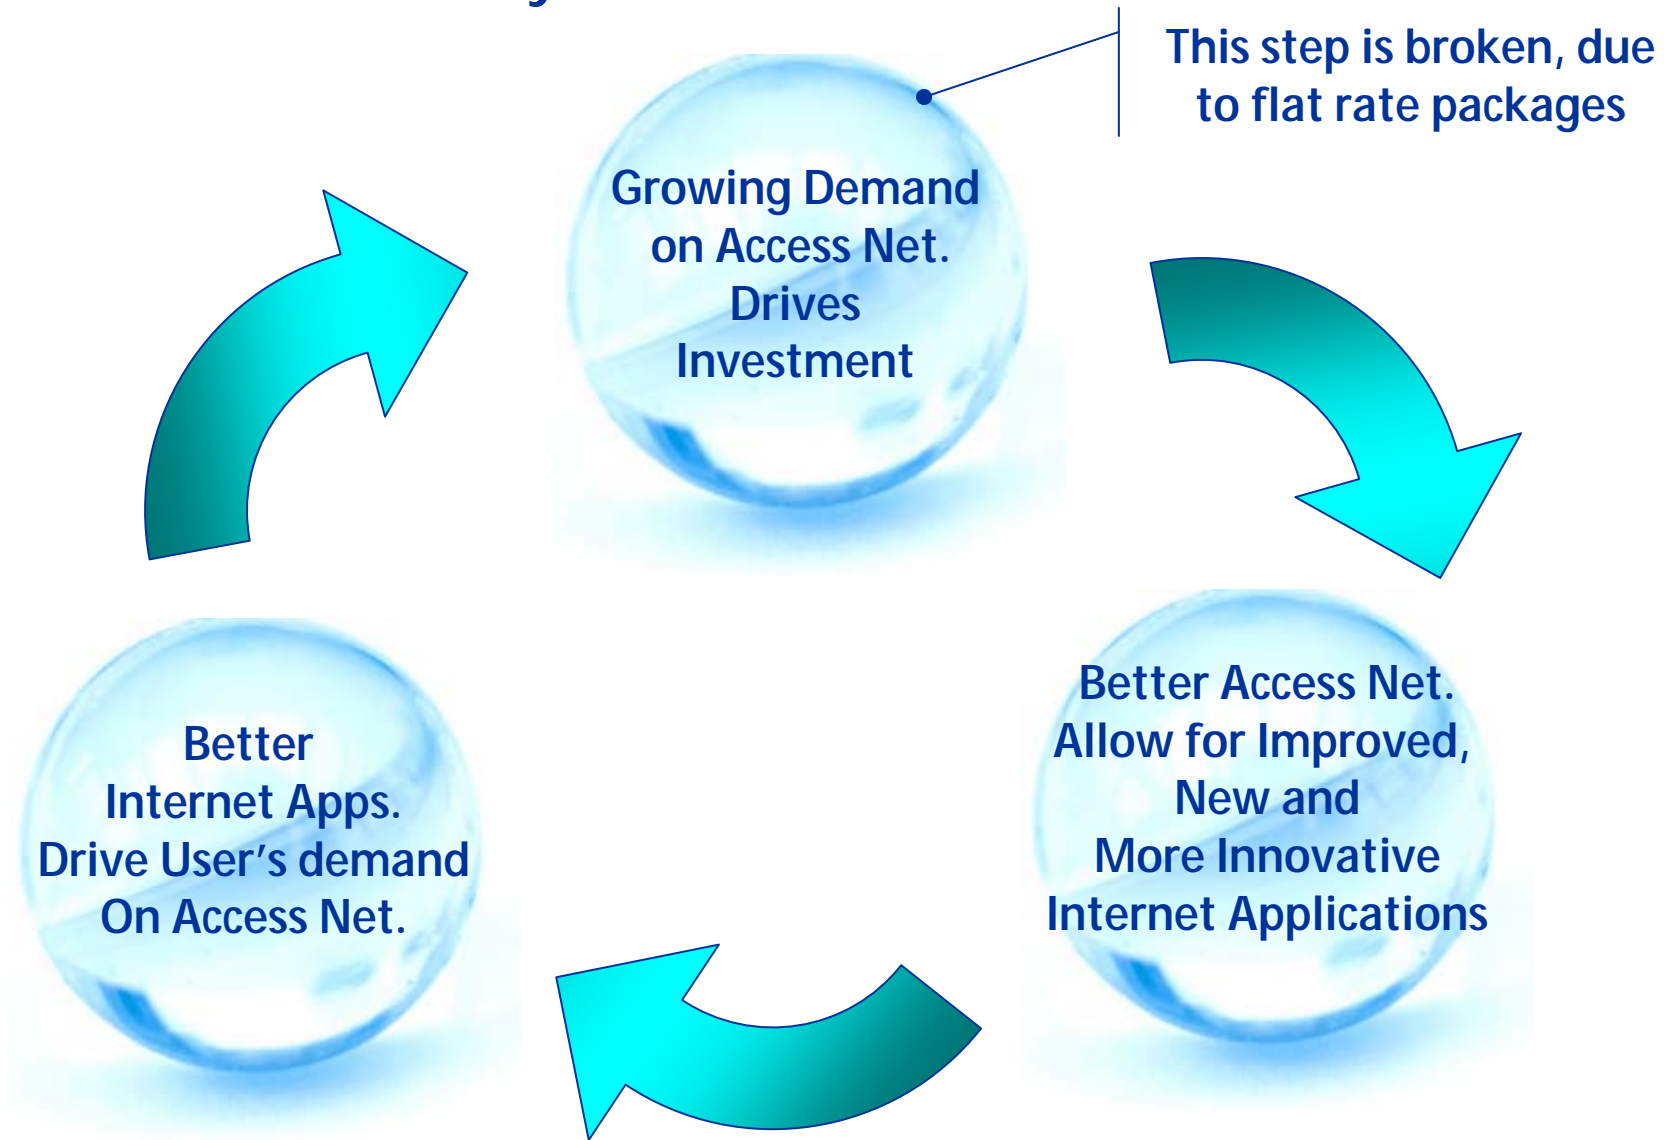 This step is broken, due
to flat rate packages
Growing Demand
on Access Net.
Drives
Investment
Better Access Net.
Allow for Improved,
New and
More Innovative
Internet Applications
Better
Internet Apps.
Drive User's demand
On Access Net.